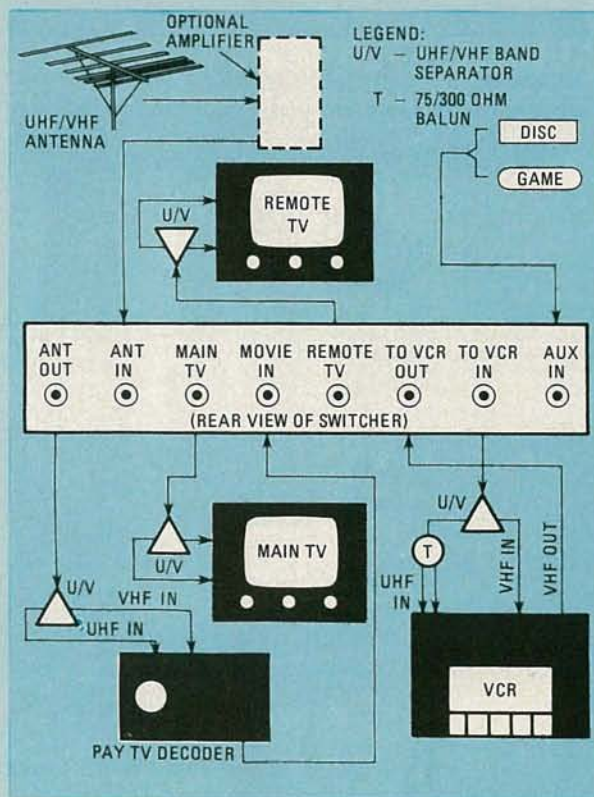 OPTIONAL
AMPLIFIER
LEGEND:
U/V – UHF/VHF BAND
SEPARATOR
T – 75/300 OHM
BALUN
UHF/VHF
ANTENNA
DISC
GAME
U/V
REMOTE
TV
ANT
OUT
ANT
IN
MAIN
TV
MOVIE
IN
REMOTE
TV
TO VCR
OUT
TO VCR
IN
AUX
IN
(REAR VIEW OF SWITCHER)
U/V
MAIN TV
U/V
T
UHF
IN
VHF IN
VHF OUT
U/V
VHF IN
UHF IN
VCR
PAY TV DECODER